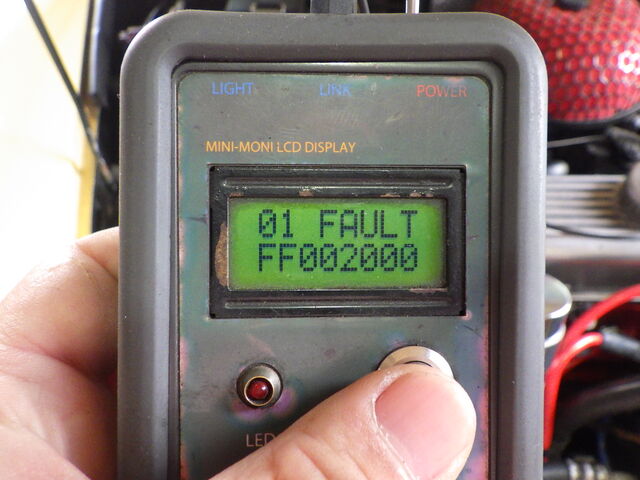 LIGHT LINK POWER
MINI-MONI LCD DISPLAY
01 FAULT
FF002000
LED